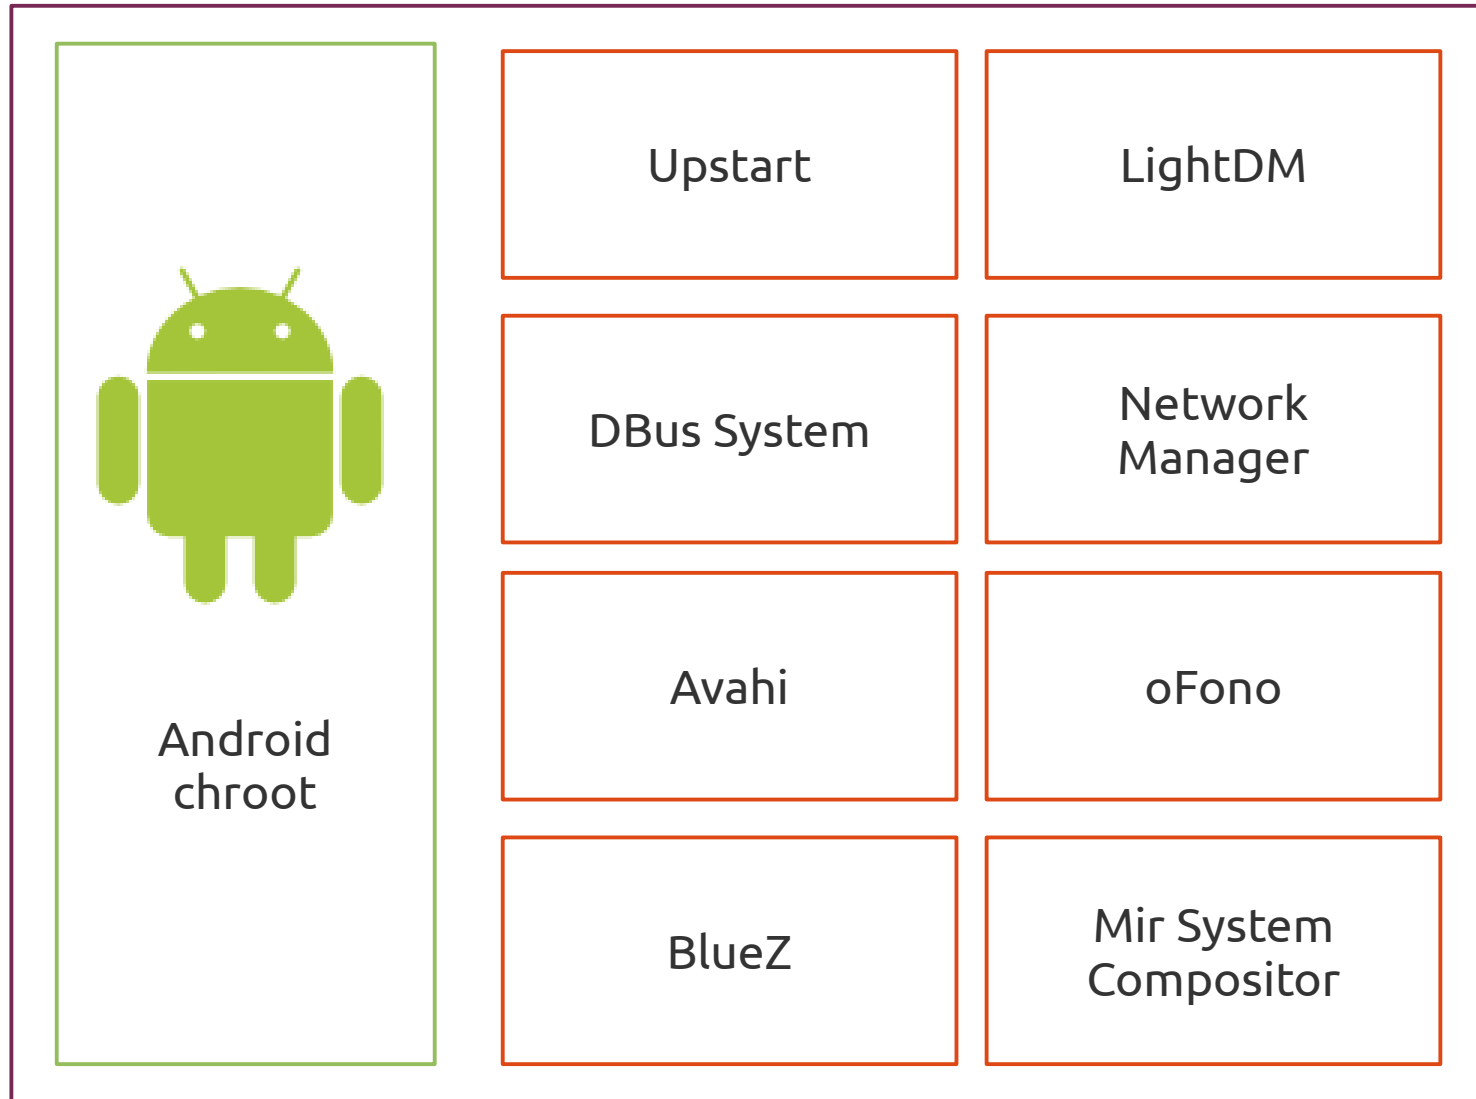 Android
chroot
Upstart
LightDM
DBus System
Network
Manager
Avahi
oFono
BlueZ
Mir System
Compositor